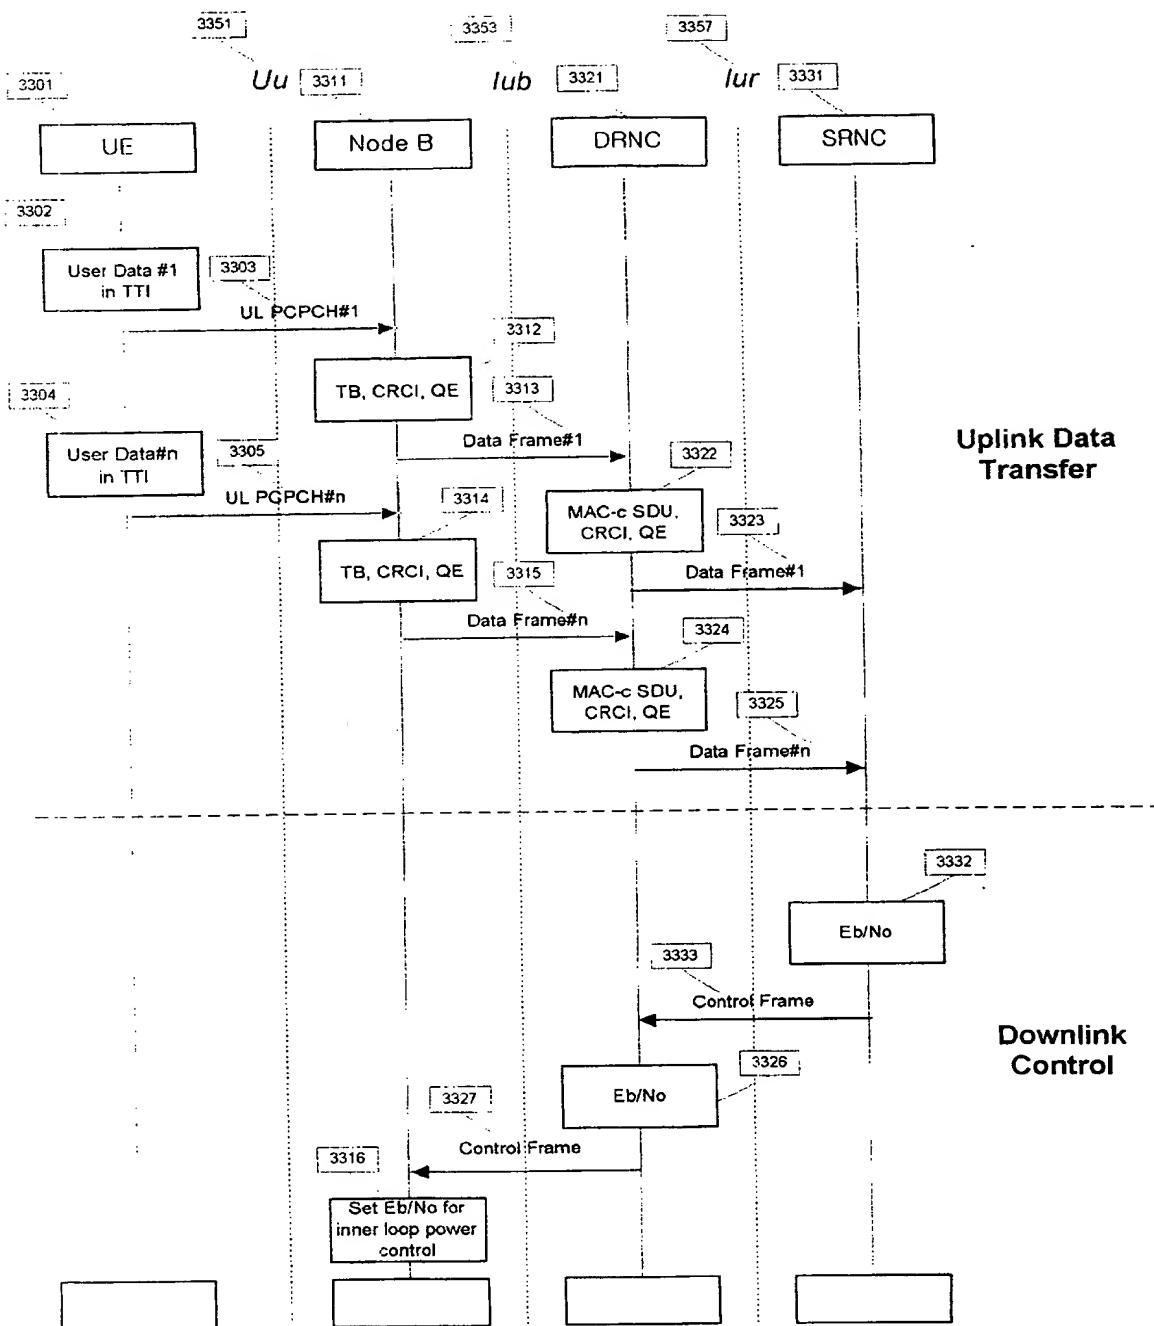 3351
3353
3357
3301
Uu
3311
Iub
3321
Iur
3331
UE
Node B
DRNC
SRNC
3302
User Data #1
in TTI
3303
UL PCPCH#1
3312
TB, CRCI, QE
3313
3304
Data Frame#1
User Data#n
in TTI
3305
3322
Uplink Data
Transfer
UL PCPCH#n
3314
MAC-c SDU,
CRCI, QE
3323
TB, CRCI, QE
3315
Data Frame#1
Data Frame#n
3324
MAC-c SDU,
CRCI, QE
3325
Data Frame#n
3332
Eb/No
3333
Control Frame
Downlink
Control
3326
Eb/No
3327
Control Frame
3316
Set Eb/No for
inner loop power
control